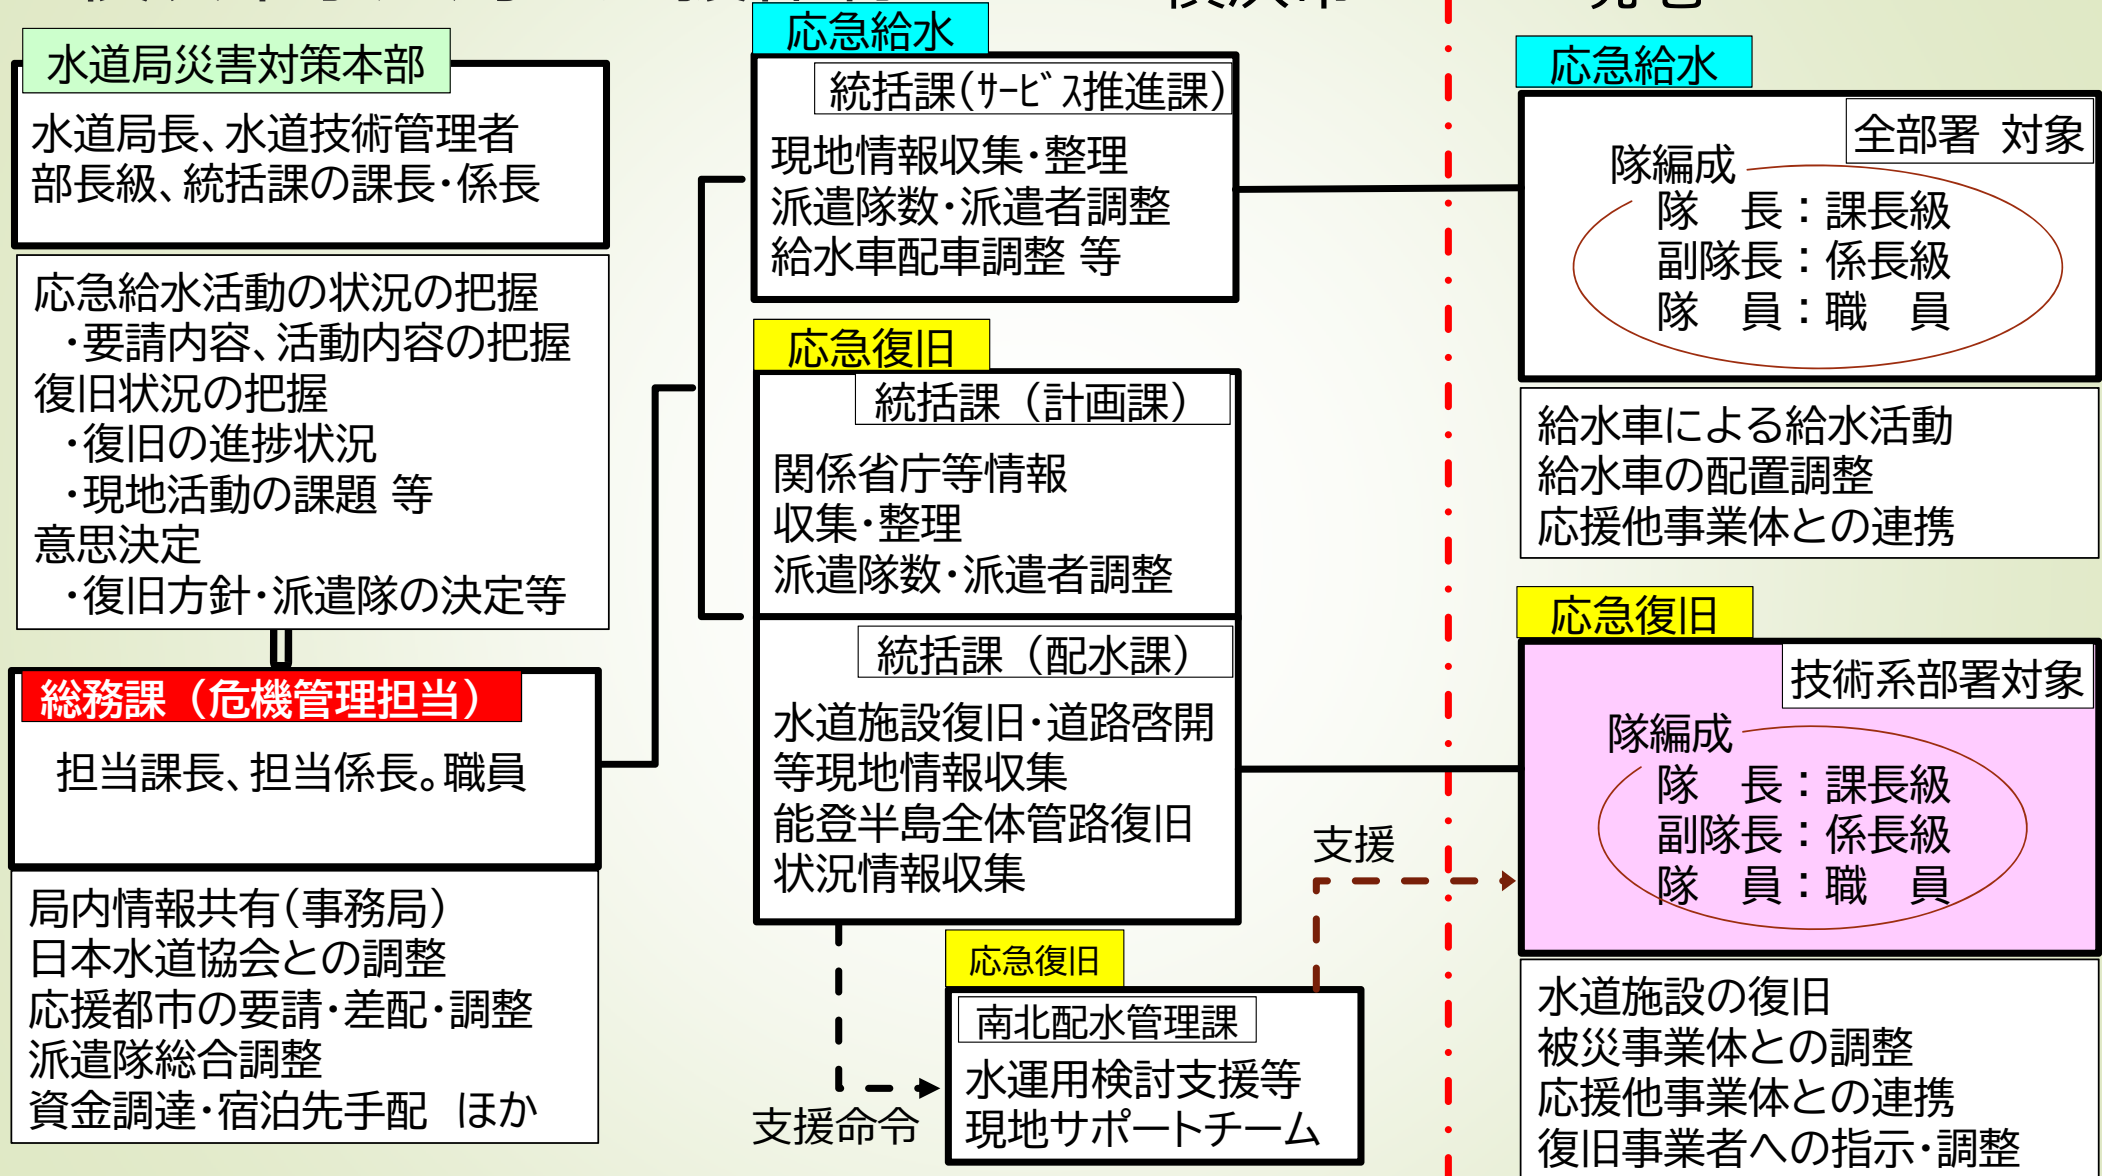 水道局災害対策本部
水道局長、水道技術管理者
部長級、統括課の課長・係長
応急給水活動の状況の把握
・要請内容、活動内容の把握
復旧状況の把握
・復旧の進捗状況
・現地活動の課題 等
意思決定
・復旧方針・派遣隊の決定等
総務課（危機管理担当）
担当課長、担当係長。職員
局内情報共有（事務局）
日本水道協会との調整
応援都市の要請・差配・調整
派遣隊総合調整
資金調達・宿泊先手配 ほか
応急給水
統括課(ｻｰﾋﾞｽ推進課)
現地情報収集・整理
派遣隊数・派遣者調整
給水車配車調整 等
応急復旧
統括課（計画課）
関係省庁等情報
収集・整理
派遣隊数・派遣者調整
統括課（配水課）
水道施設復旧・道路啓開
等現地情報収集
能登半島全体管路復旧
状況情報収集
支援命令
応急復旧
南北配水管理課
水運用検討支援等
現地サポートチーム
支援
応急給水
全部署 対象
隊編成
隊　長：課長級
副隊長：係長級
隊　員：職　員
給水車による給水活動
給水車の配置調整
応援他事業体との連携
応急復旧
技術系部署対象
隊編成
隊　長：課長級
副隊長：係長級
隊　員：職　員
水道施設の復旧
被災事業体との調整
応援他事業体との連携
復旧事業者への指示・調整